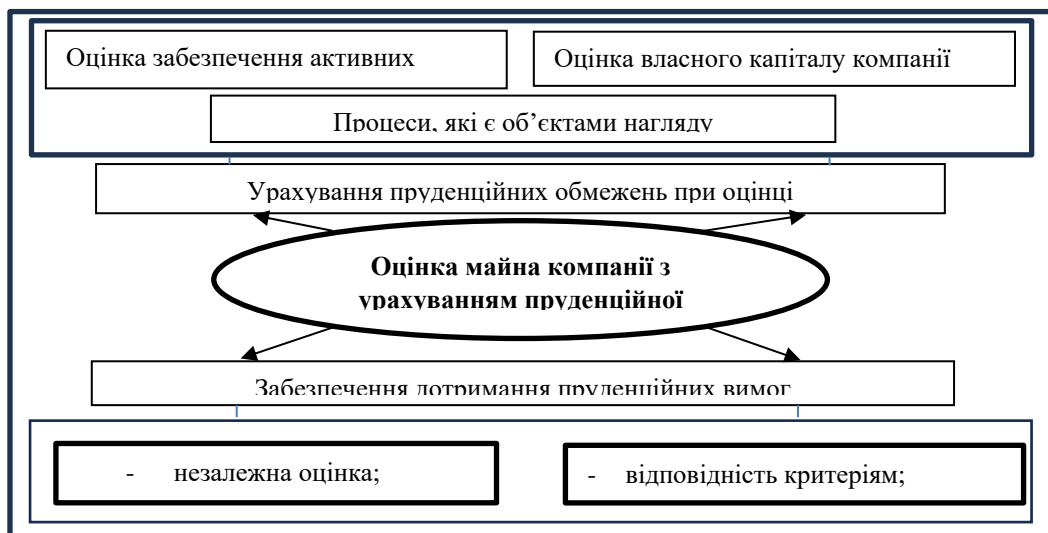 Оцінка забезпечення активних
Оцінка власного капіталу компанії
Процеси, які є об’єктами нагляду
Урахування пруденційних обмежень при оцінці
Оцінка майна компанії з
урахуванням пруденційної
Забезпечення дотримання пруденційних вимог
- незалежна оцінка;
- відповідність критеріям;